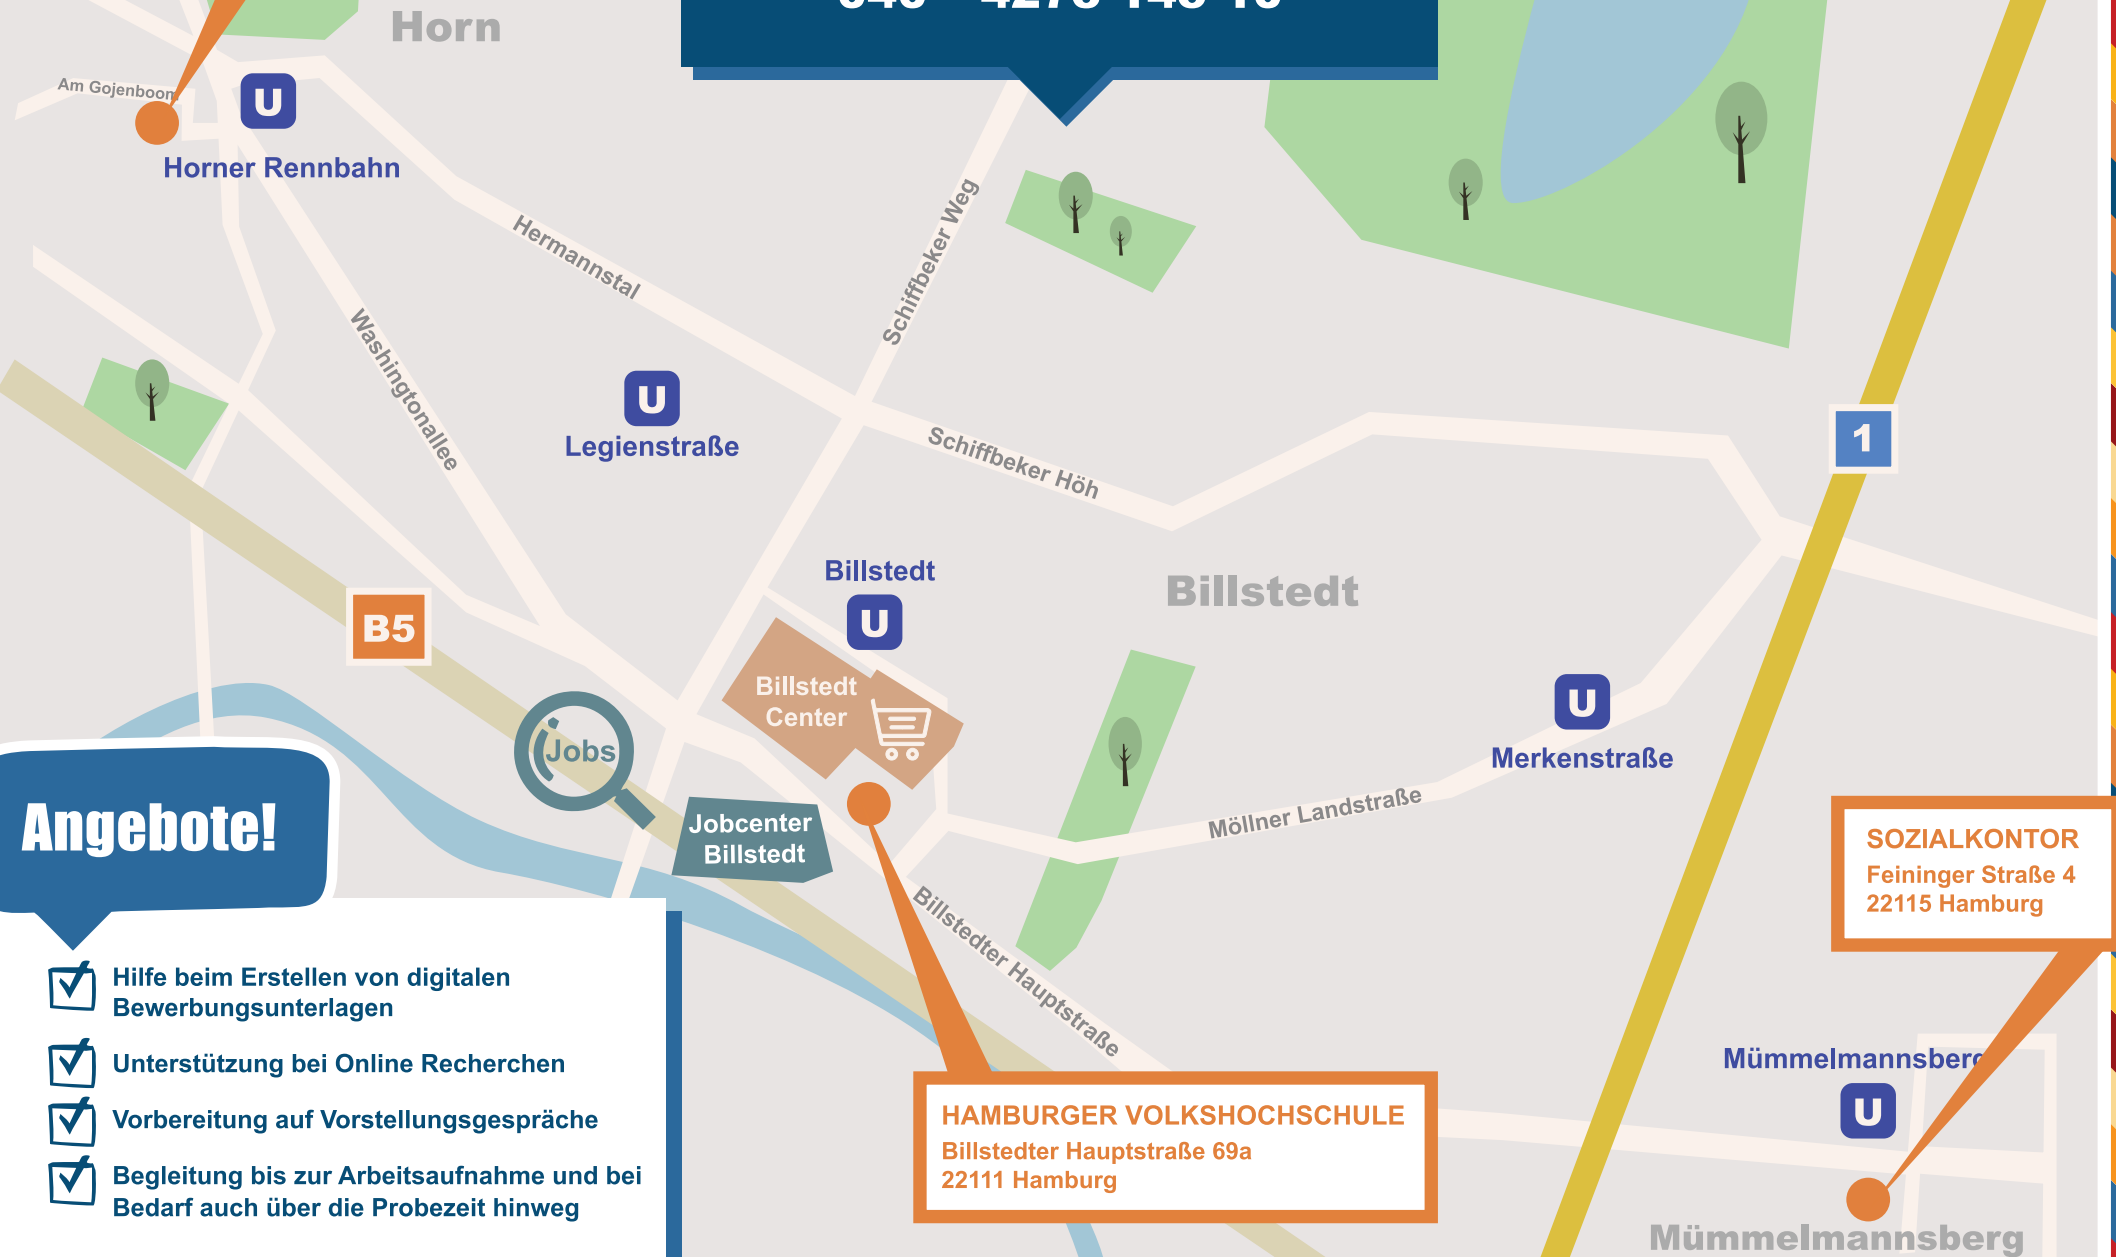 Horn
Am Gojenboom
U
Horner Rennbahn
Hermannstal
Schiffbeker Weg
Washingtonallee
U
Legienstraße
Schiffbeker Höh
1
Billstedt
U
Billstedt
B5
Billstedt
Center
Jobs
U
Merkenstraße
Jobcenter
Billstedt
Möllner Landstraße
Billstedter Hauptstraße
SOZIALKONTOR
Feininger Straße 4
22115 Hamburg
Angebote!
Hilfe beim Erstellen von digitalen
Bewerbungsunterlagen
Unterstützung bei Online Recherchen
Vorbereitung auf Vorstellungsgespräche
Begleitung bis zur Arbeitsaufnahme und bei
Bedarf auch über die Probezeit hinweg
HAMBURGER VOLKSHOCHSCHULE
Billstedter Hauptstraße 69a
22111 Hamburg
Mümmelmannsberg
U
Mümmelmannsberg